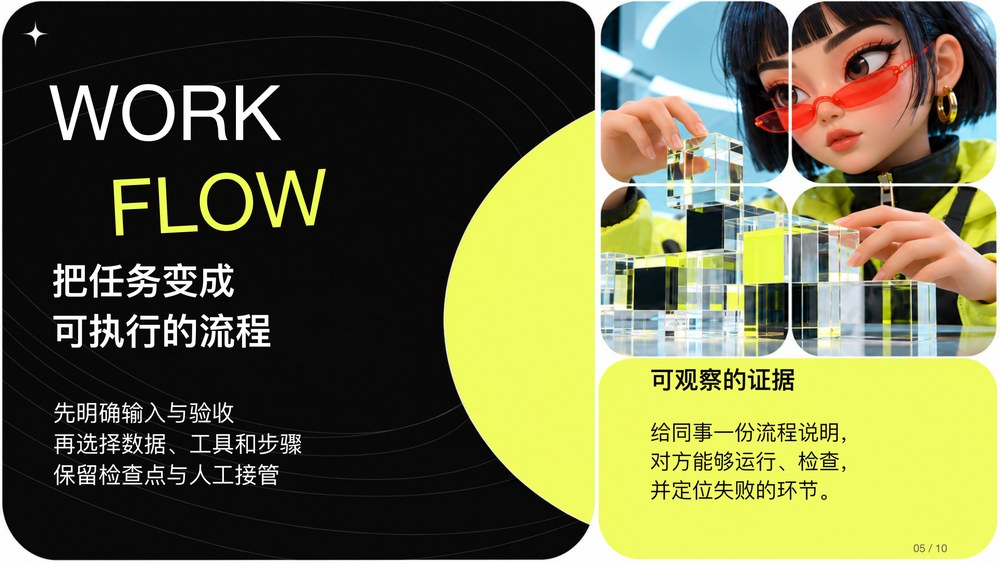 WORK
FLOW
把任务变成
可执行的流程
先明确输入与验收
再选择数据、工具和步骤
保留检查点与人工接管
可观察的证据
给同事一份流程说明，
对方能够运行、检查，
并定位失败的环节。
05 / 10